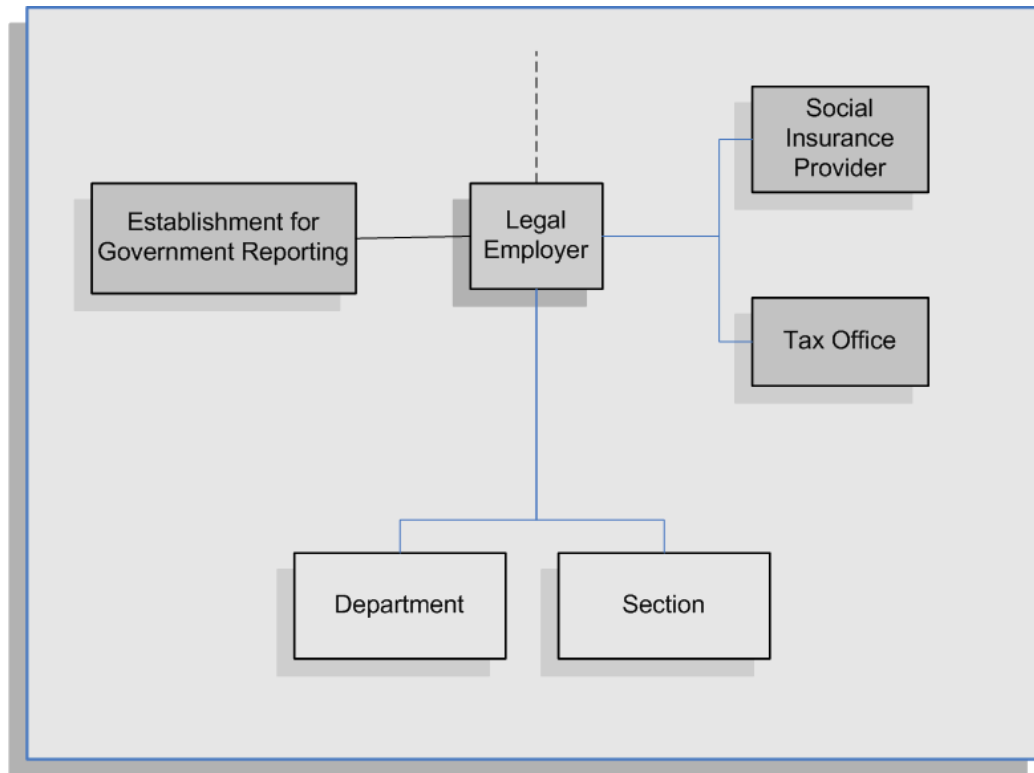 Social
Insurance
Provider
Establishment for
Government Reporting
Legal
Employer
Tax Office
Department
Section